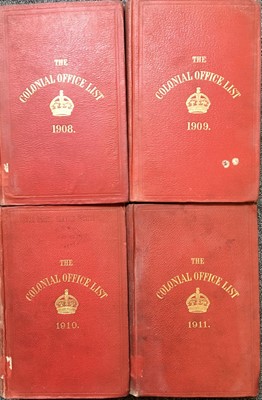 THE
COLONIAL OFFICE LIST
1908.
THE
COLONIAL OFFICE LIST
1909.
THE
COLONIAL OFFICE LIST
1910.
THE
COLONIAL OFFICE LIST
1911.